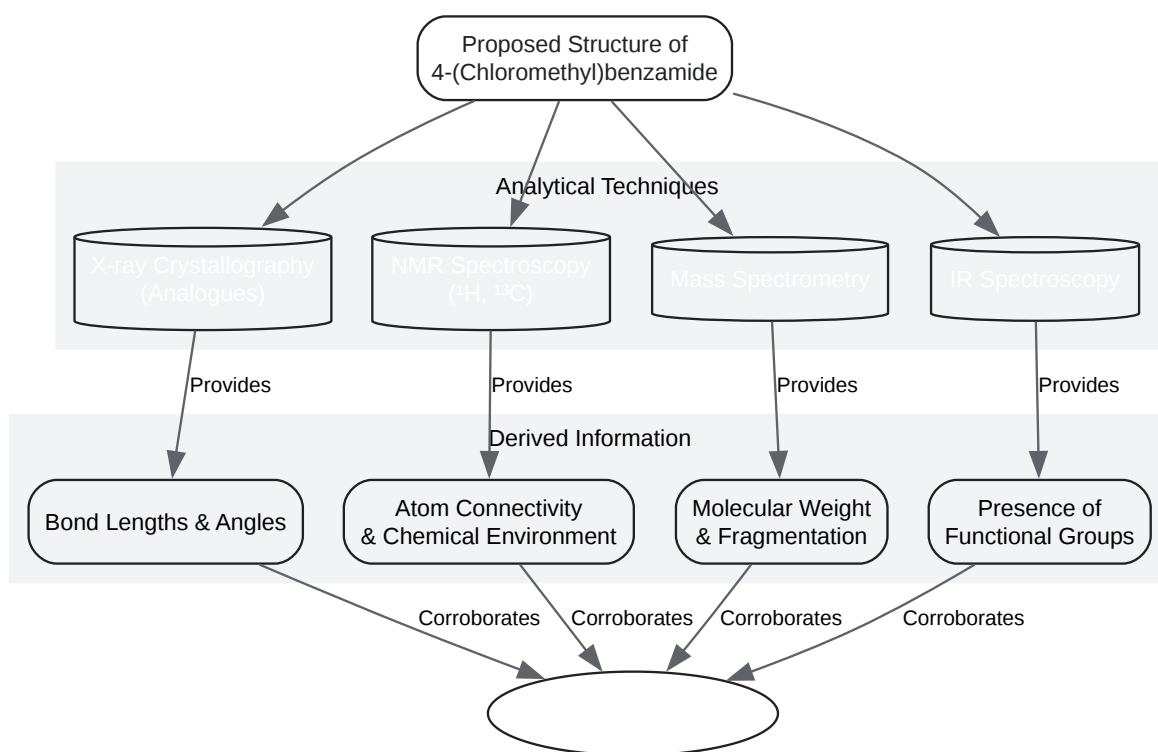 Proposed Structure of
4-(Chloromethyl)benzamide
Analytical Techniques
X-ray Crystallography
(Analogues)
NMR Spectroscopy
(¹H, ¹³C)
Mass Spectrometry
IR Spectroscopy
Provides
Provides
Provides
Provides
Derived Information
Bond Lengths & Angles
Atom Connectivity
& Chemical Environment
Molecular Weight
& Fragmentation
Presence of
Functional Groups
Corroborates
Corroborates
Corroborates
Corroborates